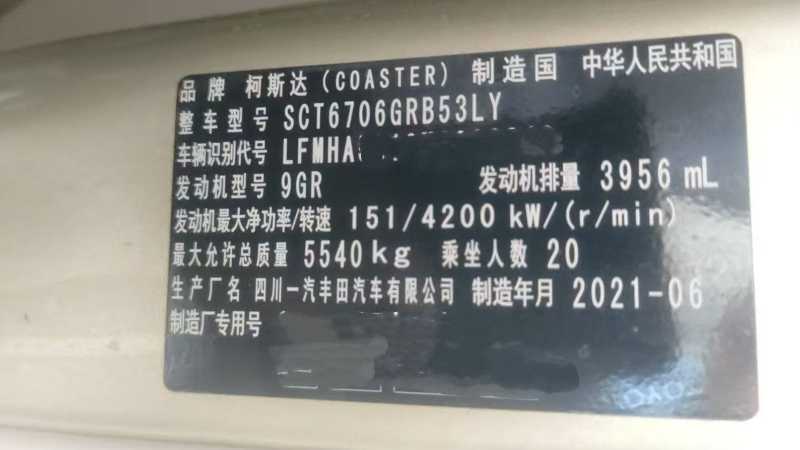 品牌 柯斯达(COASTER) 制造国 中华人民共和国
整车型号 SCT6706GRB53LY
车辆识别代号 LFMHA
发动机型号 9GR 发动机排量 3956 mL
发动机最大净功率/转速 151/4200 kW/(r/min)
最大允许总质量 5540kg 乘坐人数 20
生产厂名 四川一汽丰田汽车有限公司 制造年月 2021-06
制造厂专用号